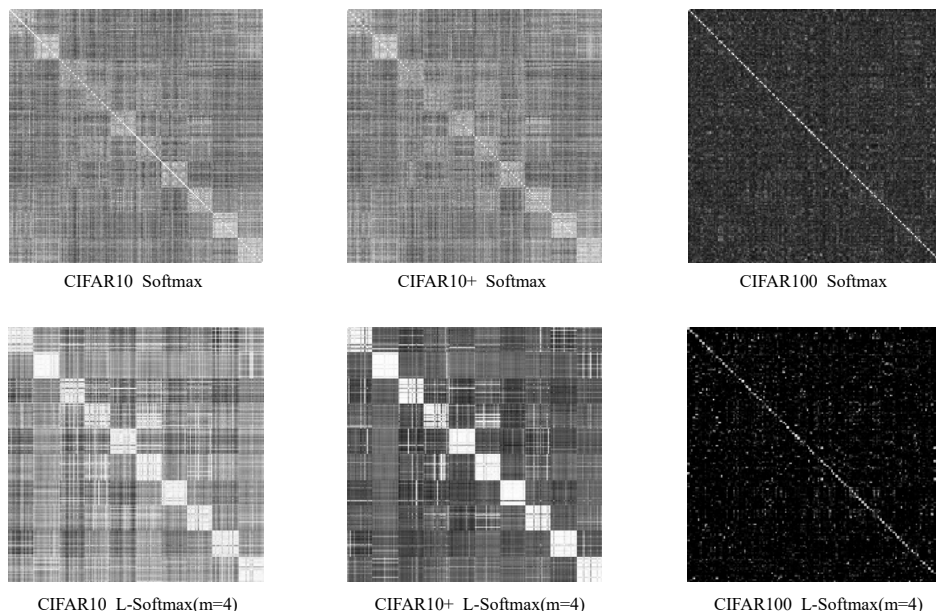 CIFAR10 Softmax
CIFAR10+ Softmax
CIFAR100 Softmax
CIFAR10 L-Softmax(m=4)
CIFAR10+ L-Softmax(m=4)
CIFAR100 L-Softmax(m=4)